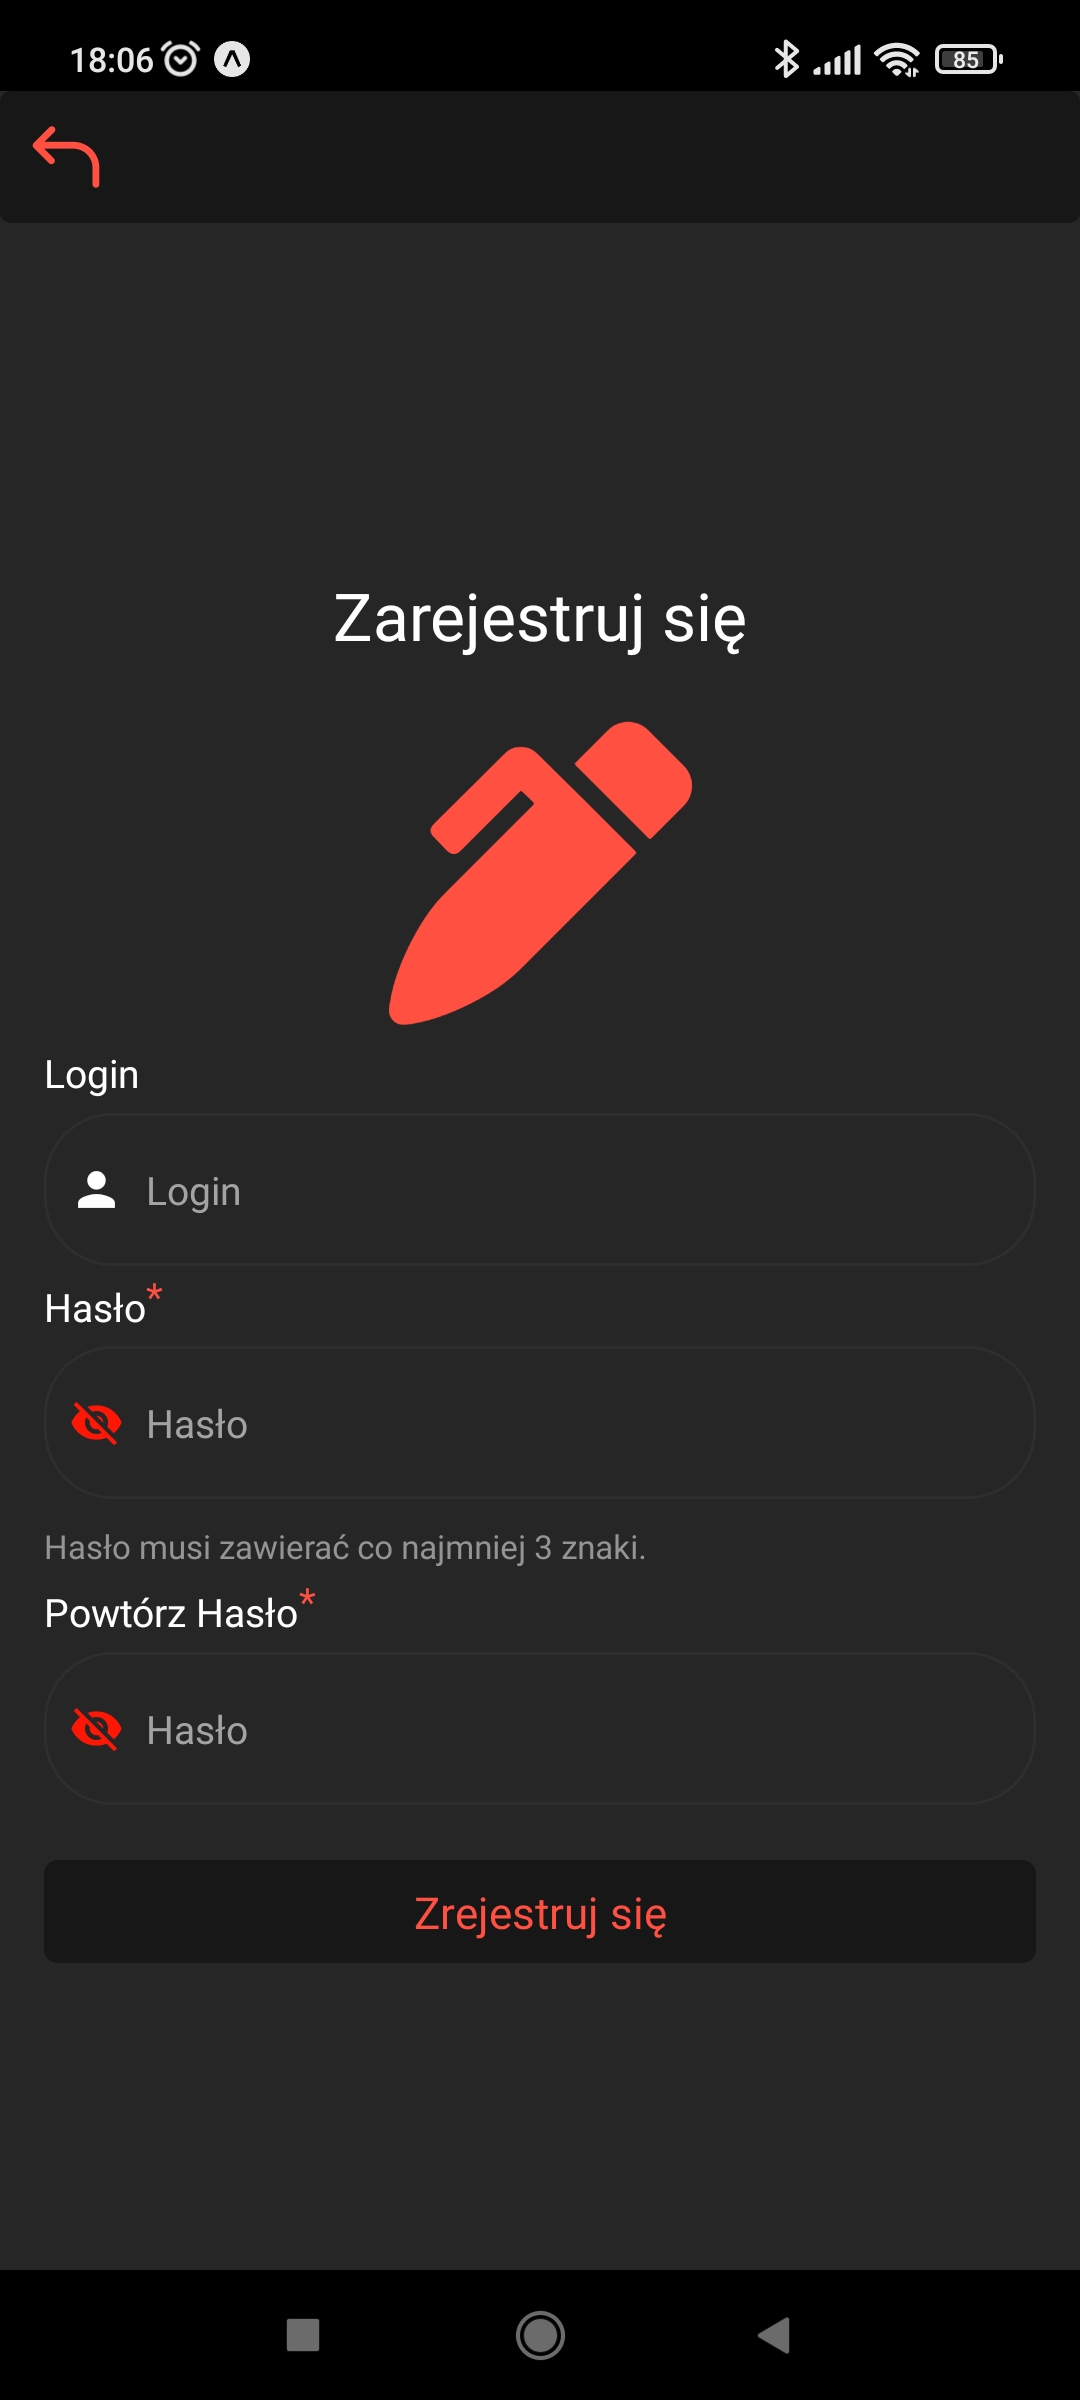 18:06 85
Zarejestruj się
Login
Login
Hasło*
Hasło
Hasło musi zawierać co najmniej 3 znaki.
Powtórz Hasło*
Hasło
Zrejestruj się